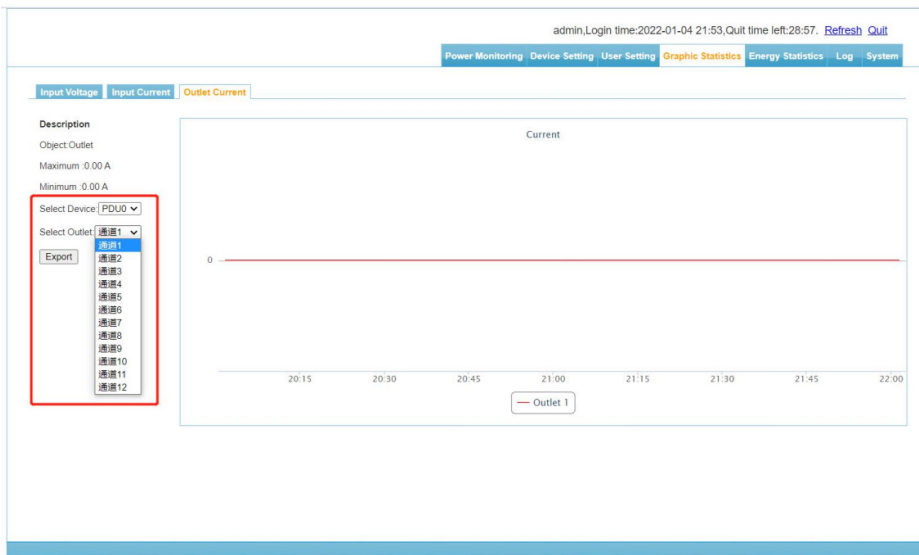 admin,Login time:2022-01-04 21:53,Quit time left:28:57. Refresh Quit
Power Monitoring Device Setting User Setting Graphic Statistics Energy Statistics Log System
Input Voltage Input Current Outlet Current
Description
Object:Outlet
Maximum :0.00 A
Minimum :0.00 A
Select Device: PDU0
Select Outlet: 通道1
通道1
通道2
通道3
通道4
通道5
通道6
通道7
通道8
通道9
通道10
通道11
通道12
Export
Current
0
20:15 20:30 20:45 21:00 21:15 21:30 21:45 22:00
Outlet 1